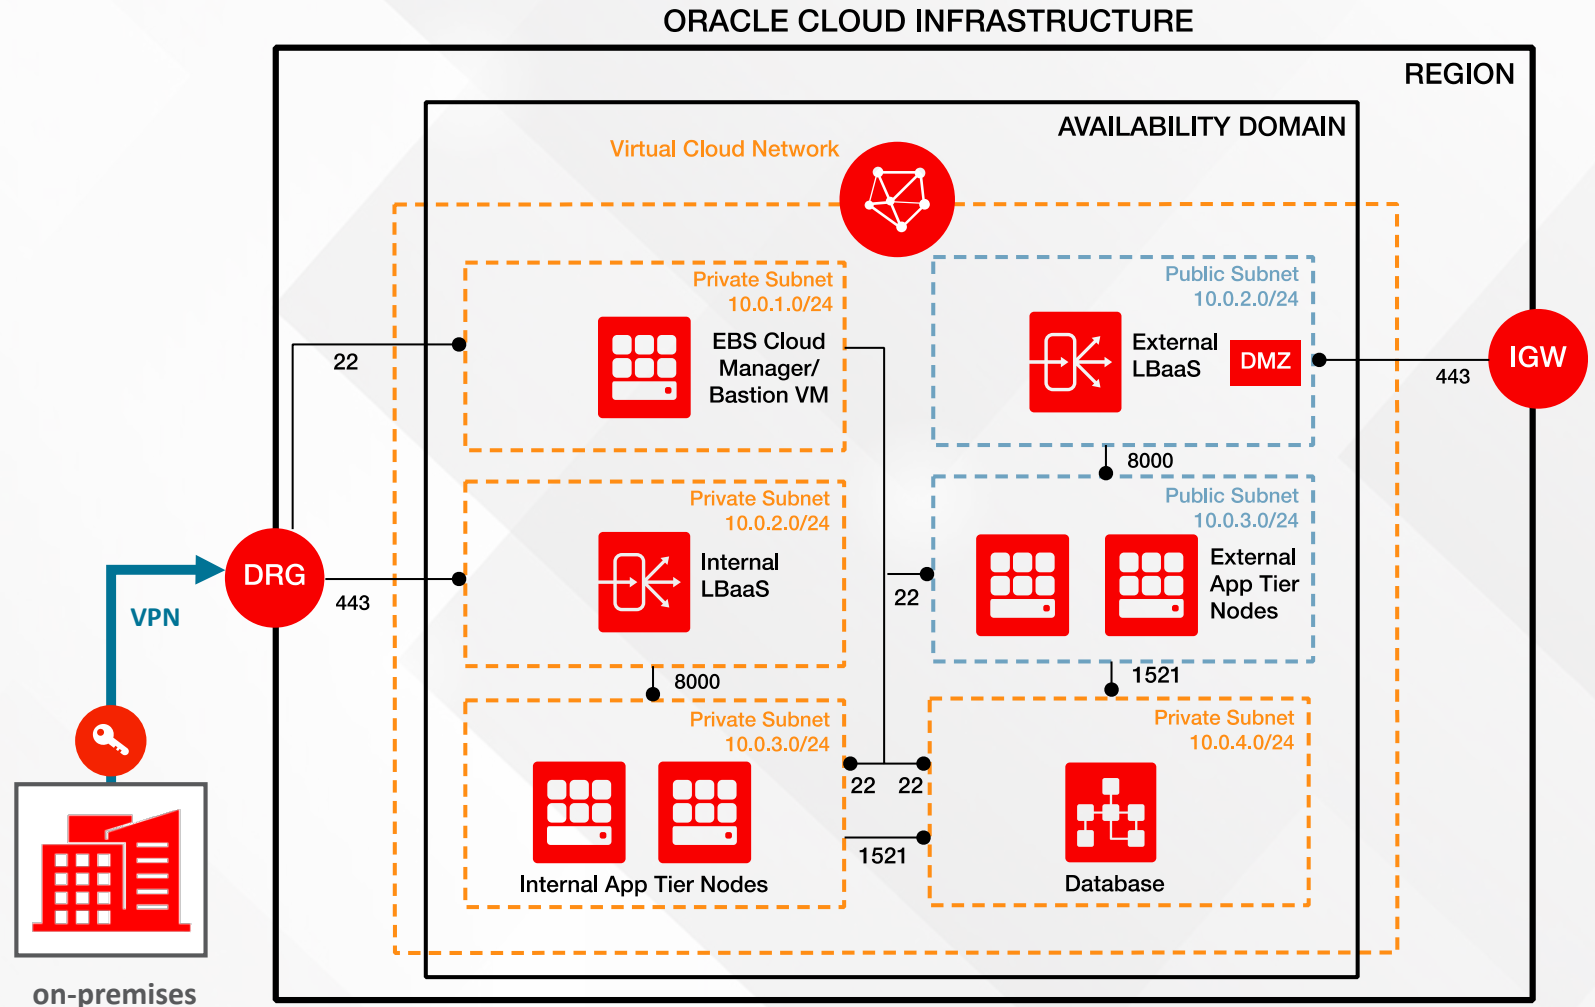 ORACLE CLOUD INFRASTRUCTURE
REGION
AVAILABILITY DOMAIN
Virtual Cloud Network
Private Subnet
10.0.1.0/24
EBS Cloud
Manager/
Bastion VM
22
Public Subnet
10.0.2.0/24
External
LBaaS
DMZ
443
IGW
8000
Private Subnet
10.0.2.0/24
Internal
LBaaS
DRG
443
VPN
Public Subnet
10.0.3.0/24
External
App Tier
Nodes
22
8000
1521
Private Subnet
10.0.3.0/24
Internal App Tier Nodes
22
22
1521
Private Subnet
10.0.4.0/24
Database
on-premises